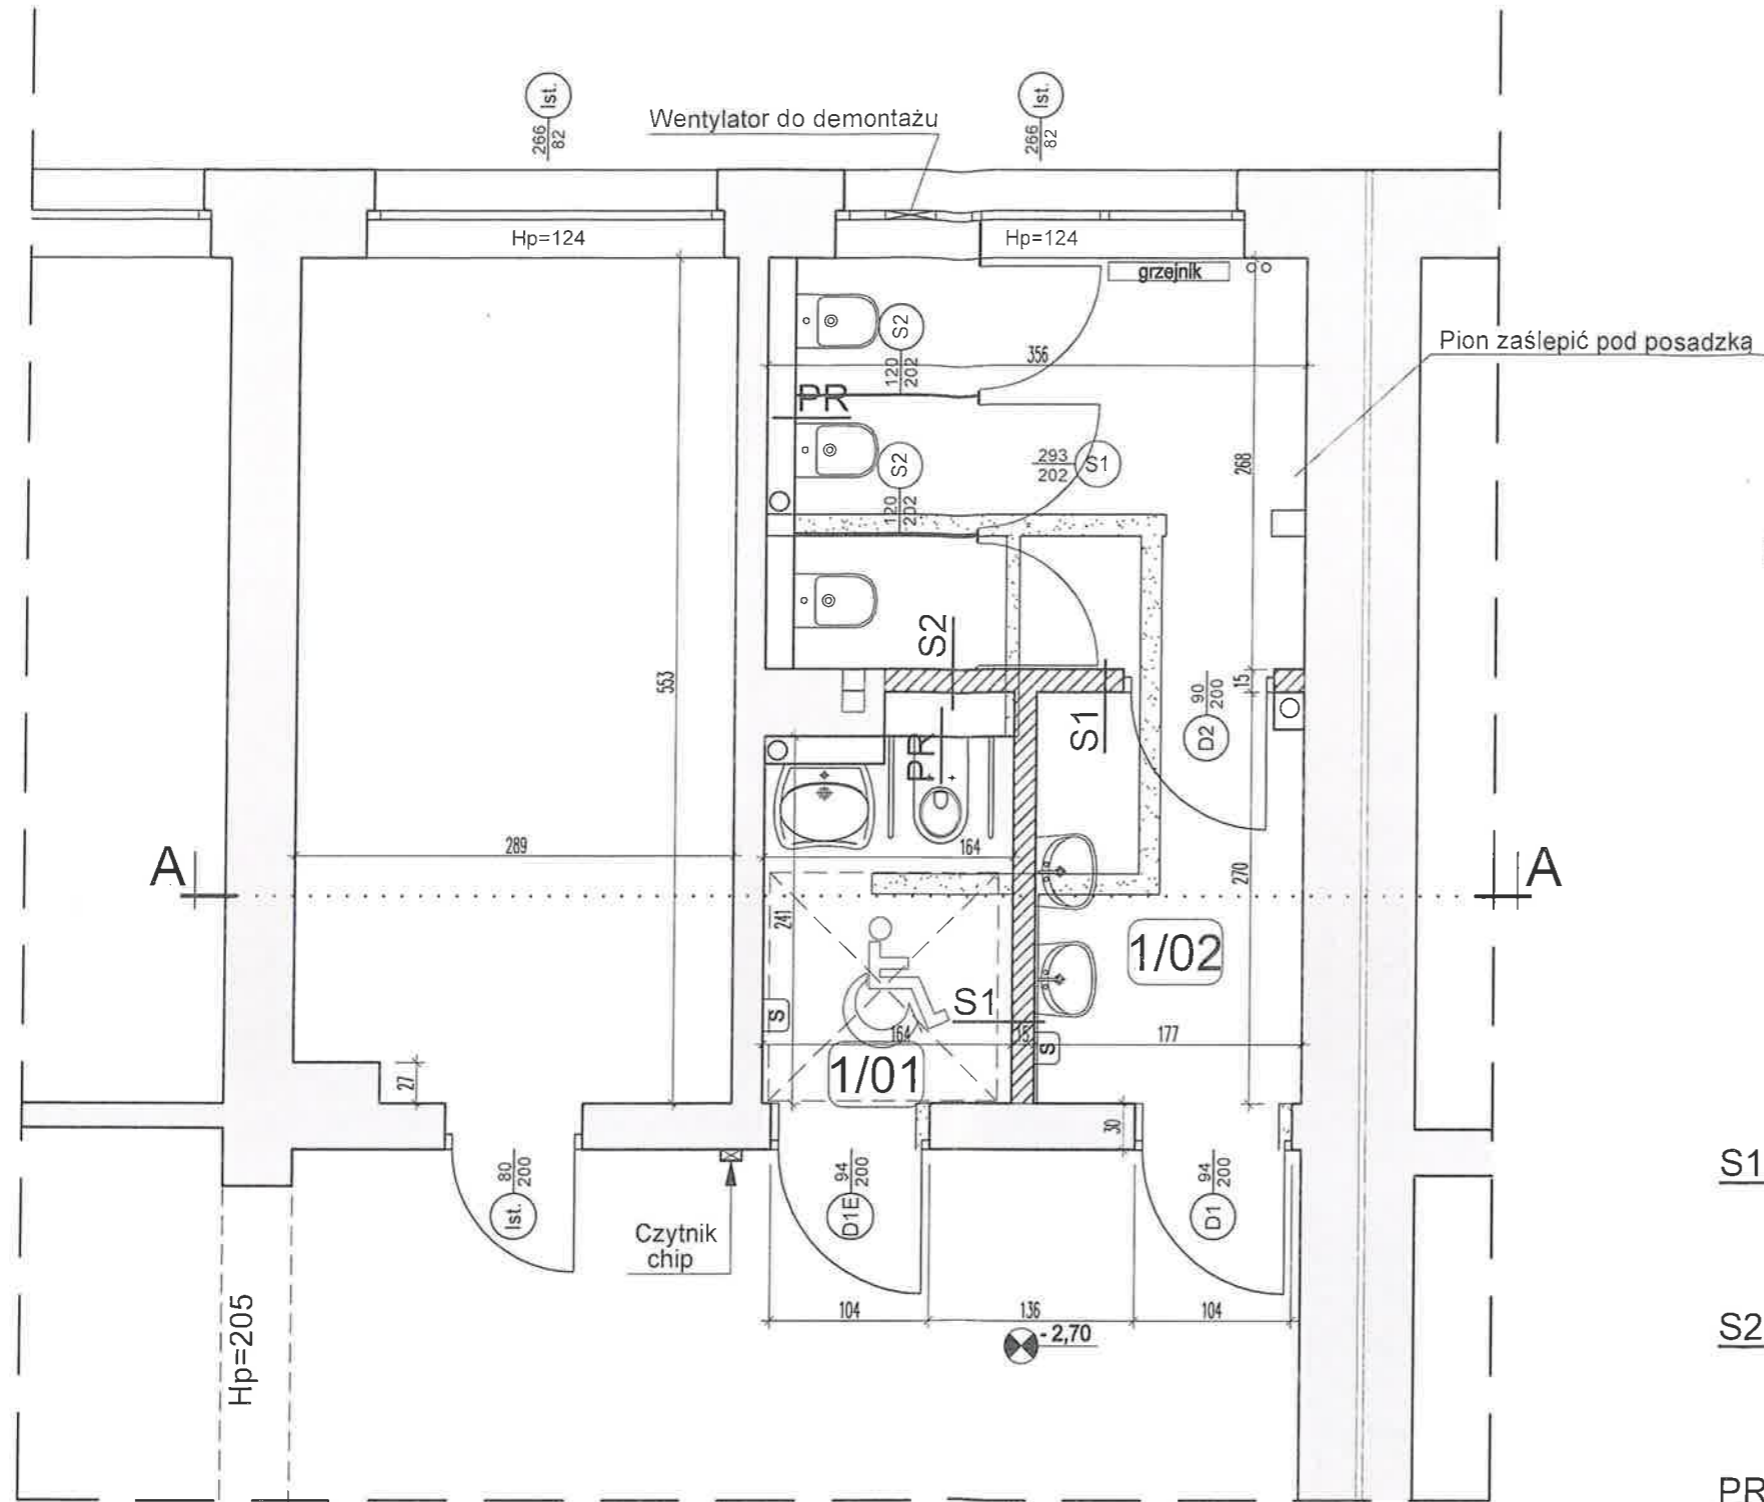 Ist.
266
82
Wentylator do demontażu
Ist.
266
82
Hp=124
Hp=124
grzejnik
S2
120
202
356
Pion zaślepić pod posadzką
PR
S2
120
202
293
202
S1
268
553
S2
S1
15
90
200
D2
PR
289
164
A
A
241
270
1/02
S
S1
164
15
177
S
1/01
27
30
80
200
Ist.
94
200
D1E
94
200
D1
Czytnik
chip
104
136
104
- 2,70
Hp=205
S1
S2
PR